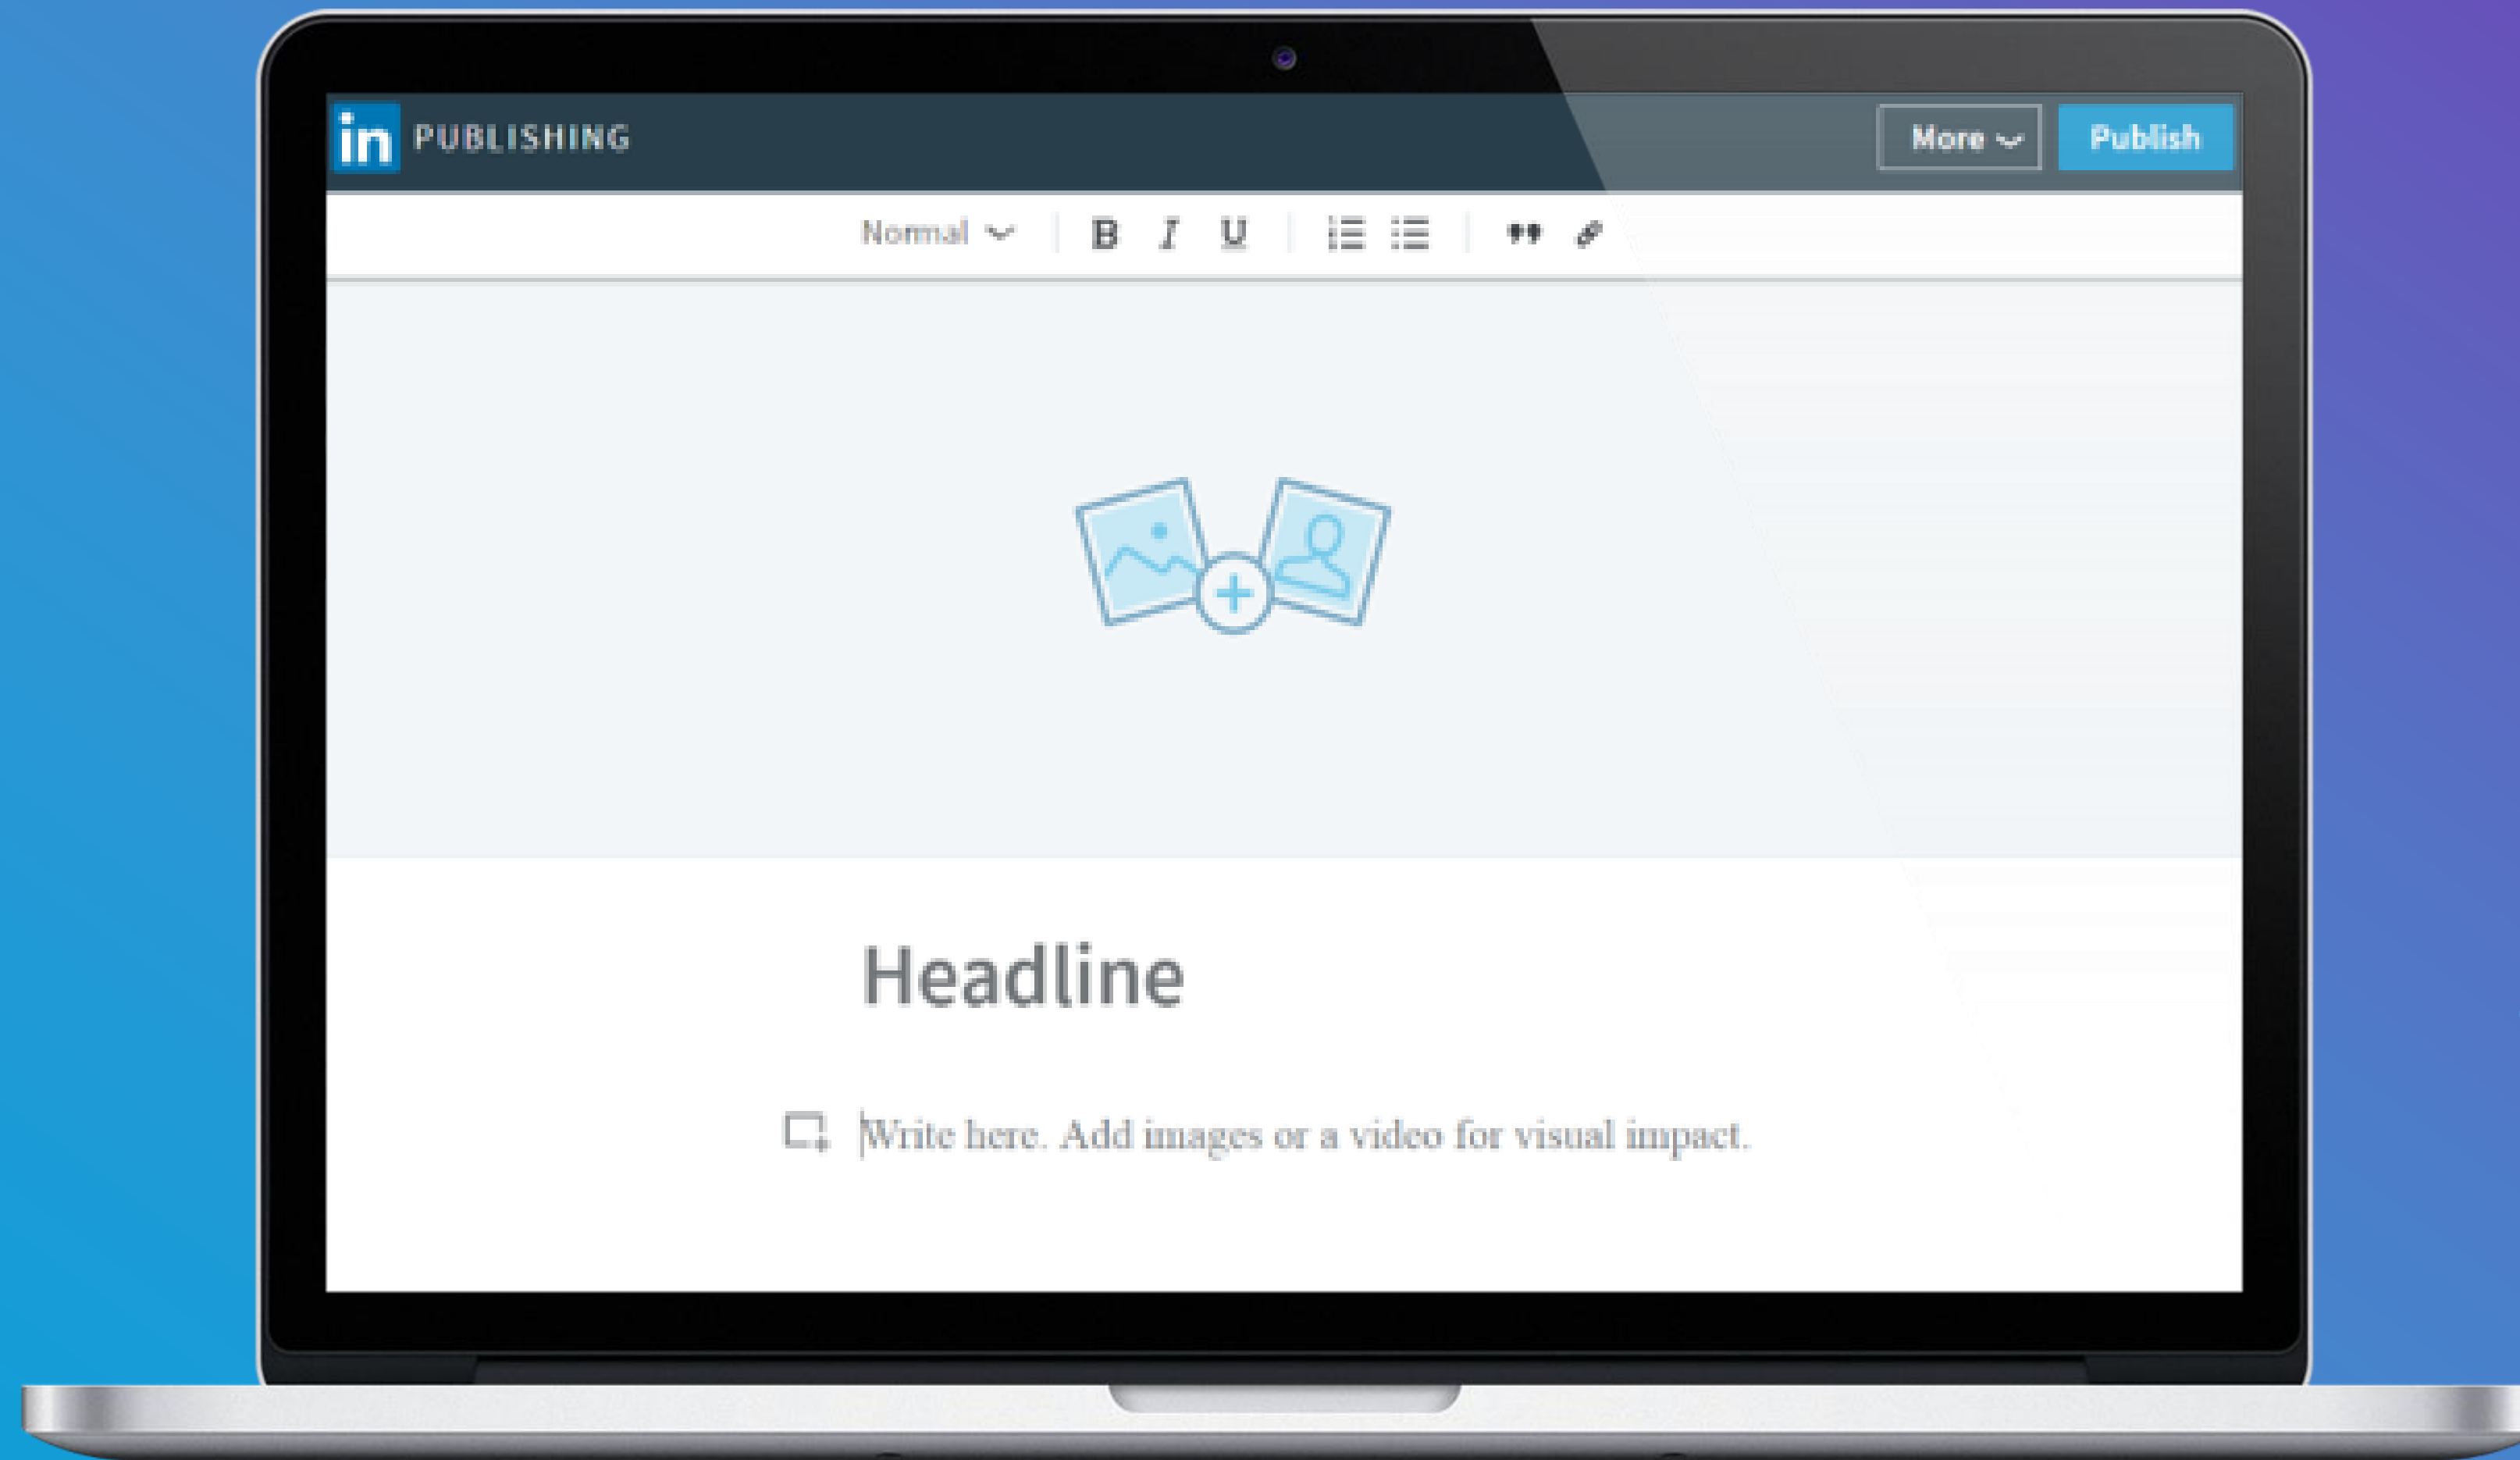 in PUBLISHING More Publish
Normal B I U
Headline
Write here. Add images or a video for visual impact.